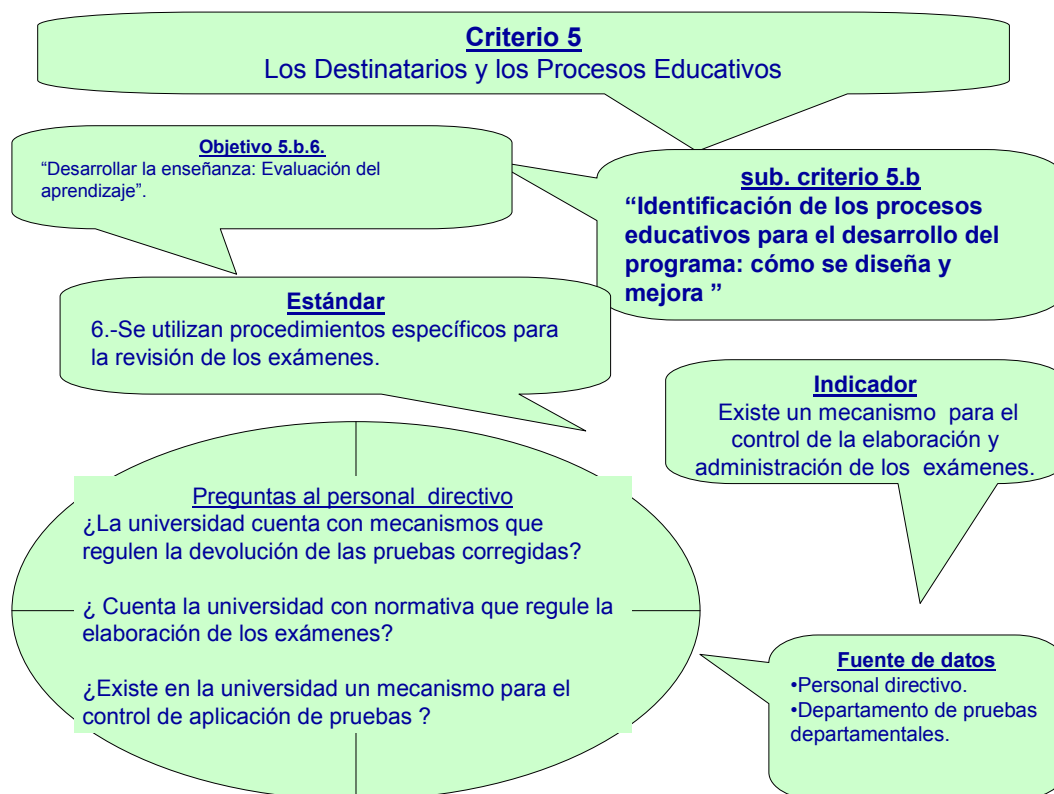 Criterio 5
Los Destinatarios y los Procesos Educativos
Objetivo 5.b.6.
“Desarrollar la enseñanza: Evaluación del
aprendizaje”.
sub. criterio 5.b
“Identificación de los procesos
educativos para el desarrollo del
programa: cómo se diseña y
mejora ”
Estándar
6.-Se utilizan procedimientos específicos para
la revisión de los exámenes.
Indicador
Existe un mecanismo para el
control de la elaboración y
administración de los exámenes.
Preguntas al personal directivo
¿La universidad cuenta con mecanismos que
regulen la devolución de las pruebas corregidas?
¿ Cuenta la universidad con normativa que regule la
elaboración de los exámenes?
¿Existe en la universidad un mecanismo para el
control de aplicación de pruebas ?
Fuente de datos
•Personal directivo.
•Departamento de pruebas
departamentales.